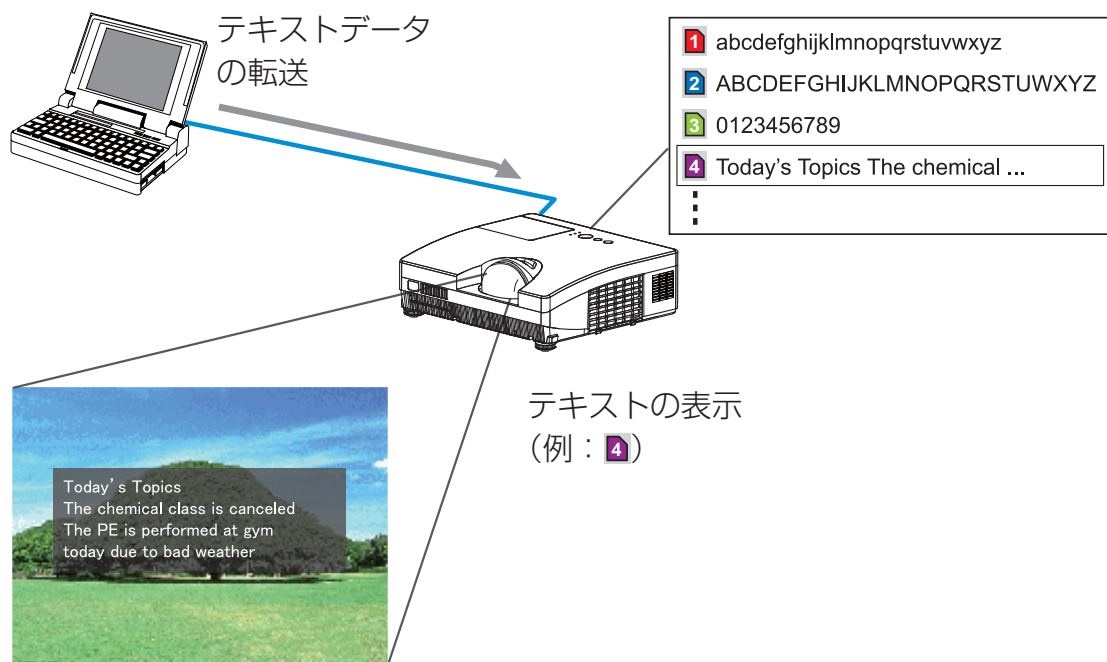 テキストデータ
の転送
1 abcdefghijklmnopqrstuvwxyz
2 ABCDEFGHIJKLMNOPQRSTUWXYZ
3 0123456789
4 Today's Topics The chemical ...
テキストの表示
(例：4)
Today's Topics
The chemical class is canceled
The PE is performed at gym
today due to bad weather